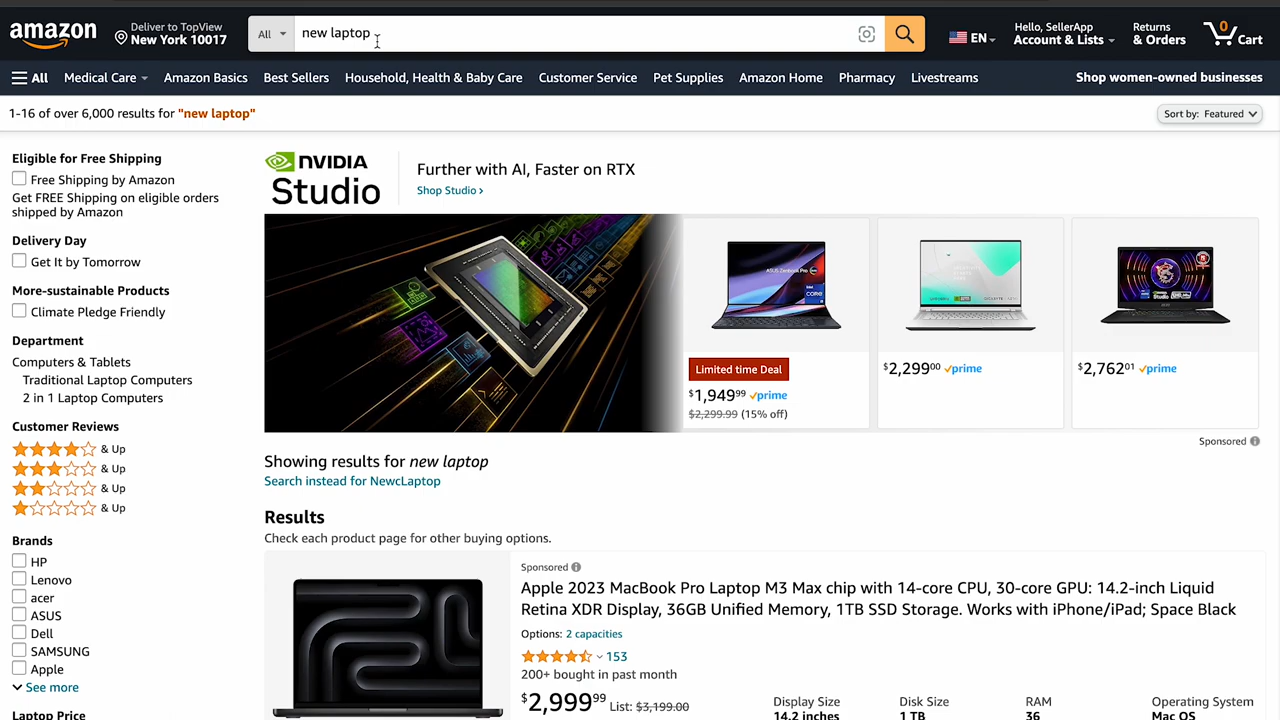 amazon
Deliver to TopView
New York 10017
All
new laptop
EN
Hello, SellerApp
Account & Lists
Returns
& Orders
0
Cart
All
Medical Care
Amazon Basics
Best Sellers
Household, Health & Baby Care
Customer Service
Pet Supplies
Amazon Home
Pharmacy
Livestreams
Shop women-owned businesses
1-16 of over 6,000 results for "new laptop"
Sort by: Featured
Eligible for Free Shipping
Free Shipping by Amazon
Get FREE Shipping on eligible orders
shipped by Amazon
Delivery Day
Get It by Tomorrow
More-sustainable Products
Climate Pledge Friendly
Department
Computers & Tablets
Traditional Laptop Computers
2 in 1 Laptop Computers
Customer Reviews
& Up
& Up
& Up
& Up
Brands
HP
Lenovo
acer
ASUS
Dell
SAMSUNG
Apple
See more
Laptop Price
NVIDIA
Studio
Further with AI, Faster on RTX
Shop Studio ›
Limited time Deal
$1,949.99 prime
$2,299.99 (15% off)
$2,299.00 prime
$2,762.01 prime
Sponsored
Showing results for new laptop
Search instead for NewcLaptop
Results
Check each product page for other buying options.
Sponsored
Apple 2023 MacBook Pro Laptop M3 Max chip with 14-core CPU, 30-core GPU: 14.2-inch Liquid
Retina XDR Display, 36GB Unified Memory, 1TB SSD Storage. Works with iPhone/iPad; Space Black
Options: 2 capacities
153
200+ bought in past month
$2,999.99 List: $3,199.00
Display Size
14.2 inches
Disk Size
1 TB
RAM
36
Operating System
Mac OS